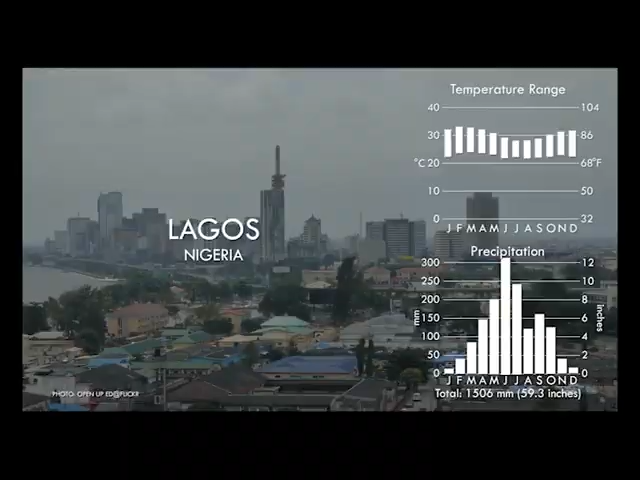 Temperature Range
40 104
30 86
°C 20 68°F
10 50
0 32
J F M A M J J A S O N D
LAGOS
NIGERIA
Precipitation
300 12
250 10
200 8
mm 150 6 inches
100 4
50 2
0 0
J F M A M J J A S O N D
Total: 1506 mm (59.3 inches)
PHOTO: OPEN UP ED@FLICKR